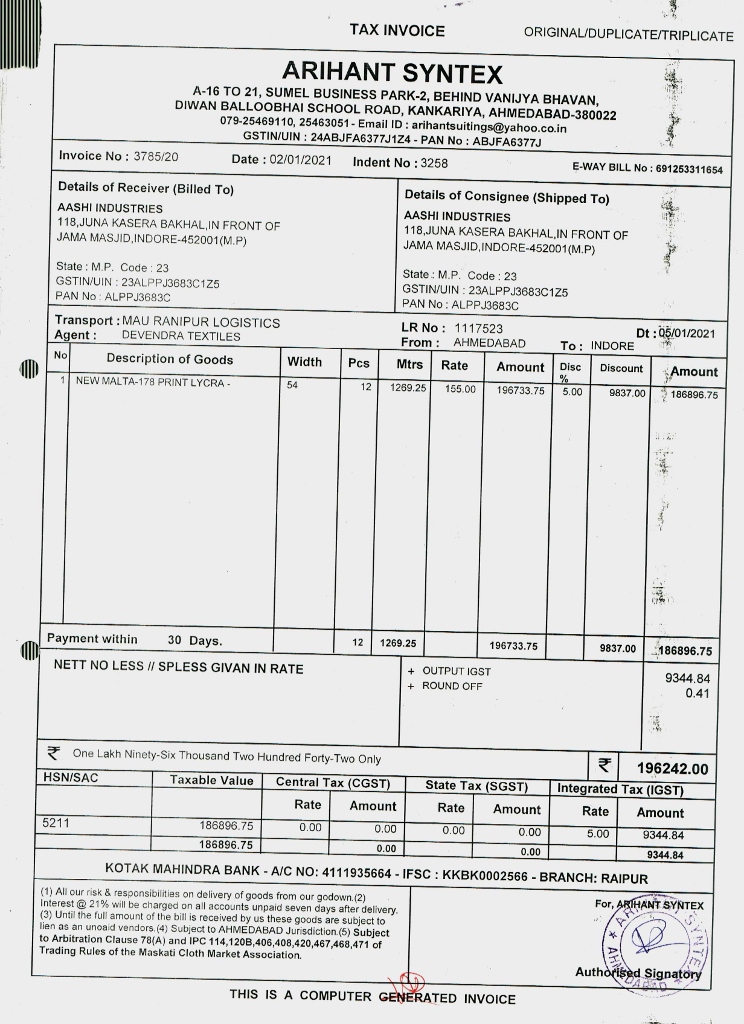 TAX INVOICE
ORIGINAL/DUPLICATE/TRIPLICATE
ARIHANT SYNTEX
A-16 TO 21, SUMEL BUSINESS PARK-2, BEHIND VANIJYA BHAVAN,
DIWAN BALLOOBHAI SCHOOL ROAD, KANKARIYA, AHMEDABAD-380022
079-25469110, 25463051 - Email ID : arihantsuitings@yahoo.co.in
GSTIN/UIN : 24ABJFA6377J1Z4 - PAN No : ABJFA6377J
Invoice No : 3785/20 Date : 02/01/2021 Indent No : 3258 E-WAY BILL No : 691253311654
Details of Receiver (Billed To)
AASHI INDUSTRIES
118,JUNA KASERA BAKHAL,IN FRONT OF
JAMA MASJID,INDORE-452001(M.P)
State : M.P. Code : 23
GSTIN/UIN : 23ALPPJ3683C1Z5
PAN No : ALPPJ3683C
Details of Consignee (Shipped To)
AASHI INDUSTRIES
118,JUNA KASERA BAKHAL,IN FRONT OF
JAMA MASJID,INDORE-452001(M.P)
State : M.P. Code : 23
GSTIN/UIN : 23ALPPJ3683C1Z5
PAN No : ALPPJ3683C
Transport : MAU RANIPUR LOGISTICS LR No : 1117523 Dt : 05/01/2021
Agent : DEVENDRA TEXTILES From : AHMEDABAD To : INDORE
No Description of Goods Width Pcs Mtrs Rate Amount Disc % Discount Amount
1 NEW MALTA-178 PRINT LYCRA - 54 12 1269.25 155.00 196733.75 5.00 9837.00 186896.75
Payment within 30 Days. 12 1269.25 196733.75 9837.00 186896.75
NETT NO LESS // SPLESS GIVAN IN RATE
+ OUTPUT IGST 9344.84
+ ROUND OFF 0.41
₹ One Lakh Ninety-Six Thousand Two Hundred Forty-Two Only ₹ 196242.00
HSN/SAC Taxable Value Central Tax (CGST) State Tax (SGST) Integrated Tax (IGST)
Rate Amount Rate Amount Rate Amount
5211 186896.75 0.00 0.00 0.00 0.00 5.00 9344.84
186896.75 0.00 0.00 9344.84
KOTAK MAHINDRA BANK - A/C NO: 4111935664 - IFSC : KKBK0002566 - BRANCH: RAIPUR
(1) All our risk & responsibilities on delivery of goods from our godown.(2)
Interest @ 21% will be charged on all accounts unpaid seven days after delivery.
(3) Until the full amount of the bill is received by us these goods are subject to
lien as an unoaid vendors.(4) Subject to AHMEDABAD Jurisdiction.(5) Subject
to Arbitration Clause 78(A) and IPC 114,120B,406,408,420,467,468,471 of
Trading Rules of the Maskati Cloth Market Association.
For, ARIHANT SYNTEX
ARIHANT SYNTEX
AHMEDABAD
Authorised Signatory
THIS IS A COMPUTER GENERATED INVOICE